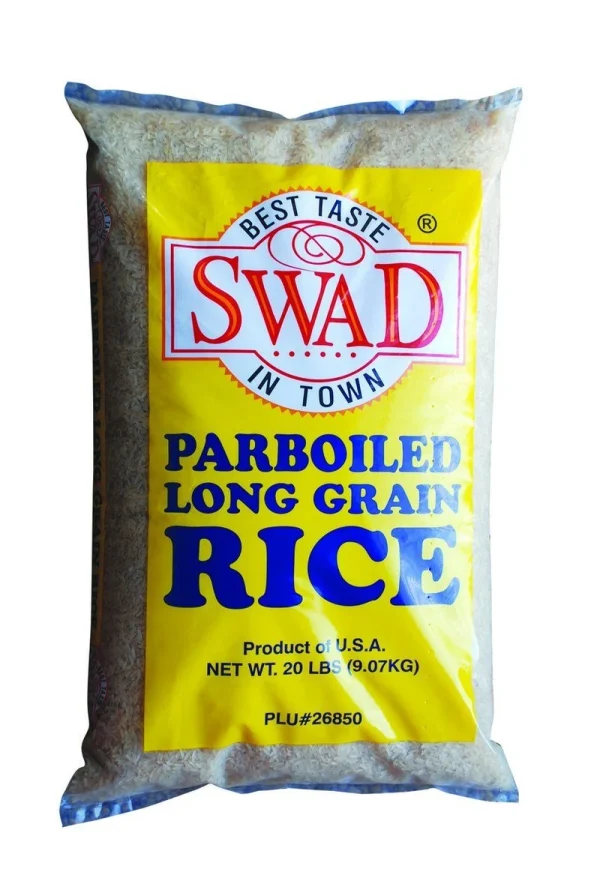 BEST TASTE
®
SWAD
IN TOWN
PARBOILED
LONG GRAIN
RICE
Product of U.S.A.
NET WT. 20 LBS (9.07KG)
PLU#26850